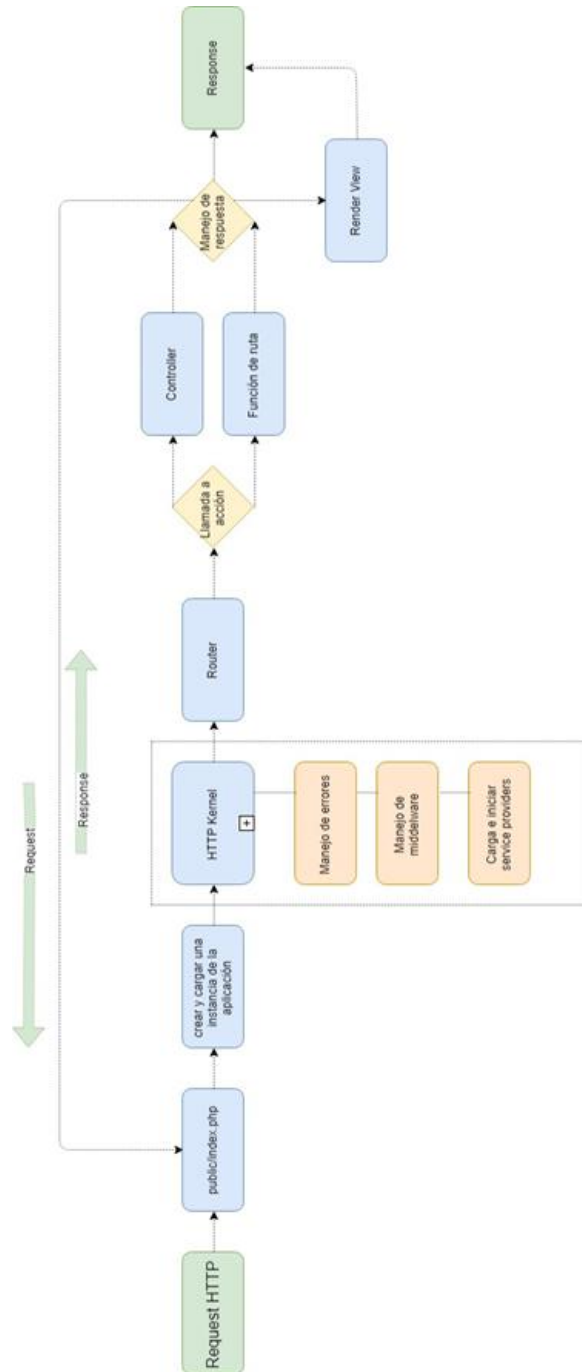 Request
Response
Request HTTP
public/index.php
crear y cargar una
instancia de la
aplicación
HTTP Kernel
+
Manejo de errores
Manejo de
middelware
Carga e iniciar
service providers
Router
Llamada a
acción
Controller
Función de ruta
Manejo de
respuesta
Response
Render View